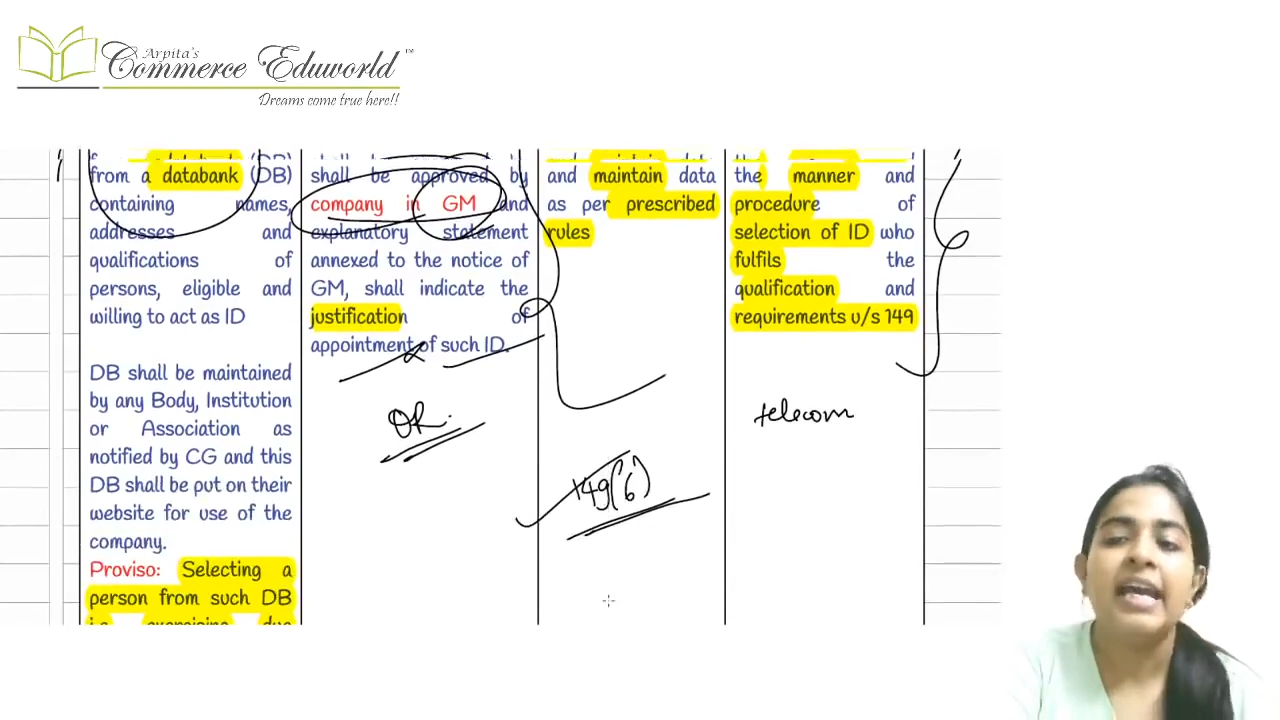 Arpita's
Commerce Eduworld™
Dreams come true here!!
from a databank (DB)
containing names,
addresses and
qualifications of
persons, eligible and
willing to act as ID
DB shall be maintained
by any Body, Institution
or Association as
notified by CG and this
DB shall be put on their
website for use of the
company.
Proviso: Selecting a
person from such DB
i.e. exercising due
shall be approved by
company in GM and
explanatory statement
annexed to the notice of
GM, shall indicate the
justification of
appointment of such ID.
OR.
and maintain data
as per prescribed
rules
149(6)
the manner and
procedure of
selection of ID who
fulfils the
qualification and
requirements u/s 149
telecom